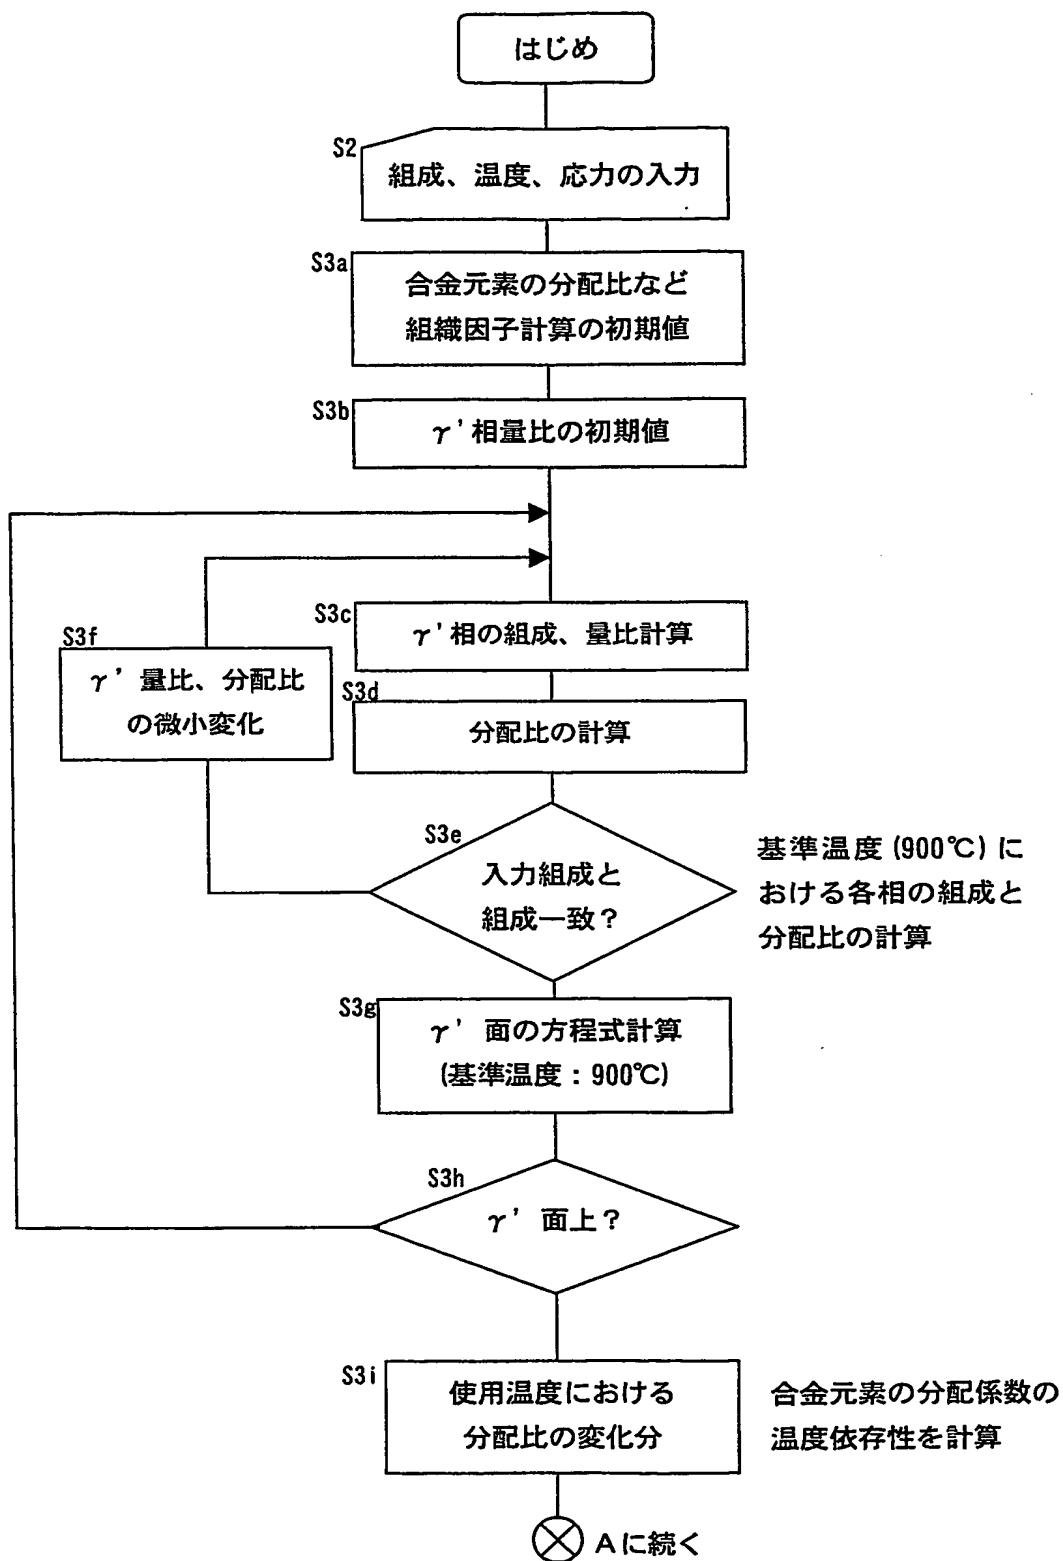 はじめ
S2
組成、温度、応力の入力
S3a
合金元素の分配比など
組織因子計算の初期値
S3b
γ'相量比の初期値
S3c
γ'相の組成、量比計算
S3f
γ' 量比、分配比
の微小変化
S3d
分配比の計算
S3e
入力組成と
組成一致?
基準温度(900℃)に
おける各相の組成と
分配比の計算
S3g
γ' 面の方程式計算
(基準温度:900℃)
S3h
γ' 面上?
S3i
使用温度における
分配比の変化分
合金元素の分配係数の
温度依存性を計算
Aに続く